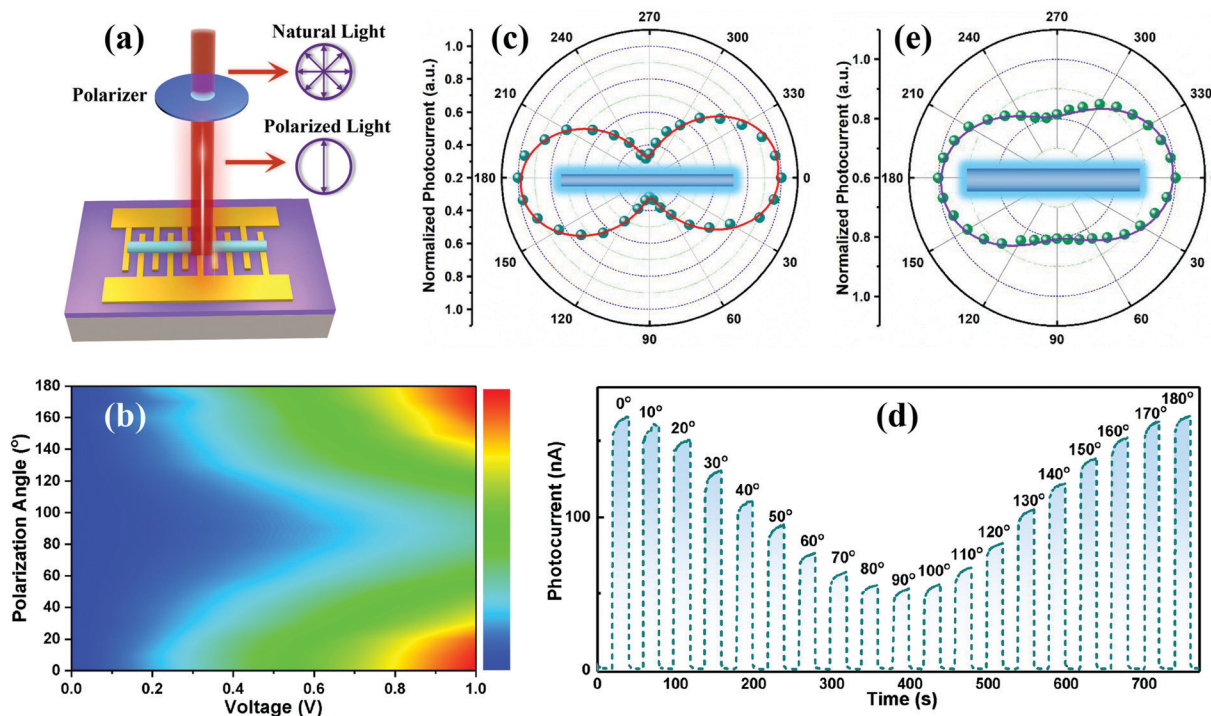 (a)
Natural Light
Polarizer
Polarized Light
(c)
Normalized Photocurrent (a.u.)
1.0
0.8
0.6
0.4
0.2
0.4
0.6
0.8
1.0
270
240
300
210
330
180
0
150
30
120
60
90
(e)
Normalized Photocurrent (a.u.)
1.0
0.8
0.6
0.8
1.0
270
240
300
210
330
180
0
150
30
120
60
90
(b)
Polarization Angle (°)
180
160
140
120
100
80
60
40
20
0
0.0 0.2 0.4 0.6 0.8 1.0
Voltage (V)
(d)
Photocurrent (nA)
100
0
0° 10° 20° 30° 40° 50° 60° 70° 80° 90° 100° 110° 120° 130° 140° 150° 160° 170° 180°
0 100 200 300 400 500 600 700
Time (s)